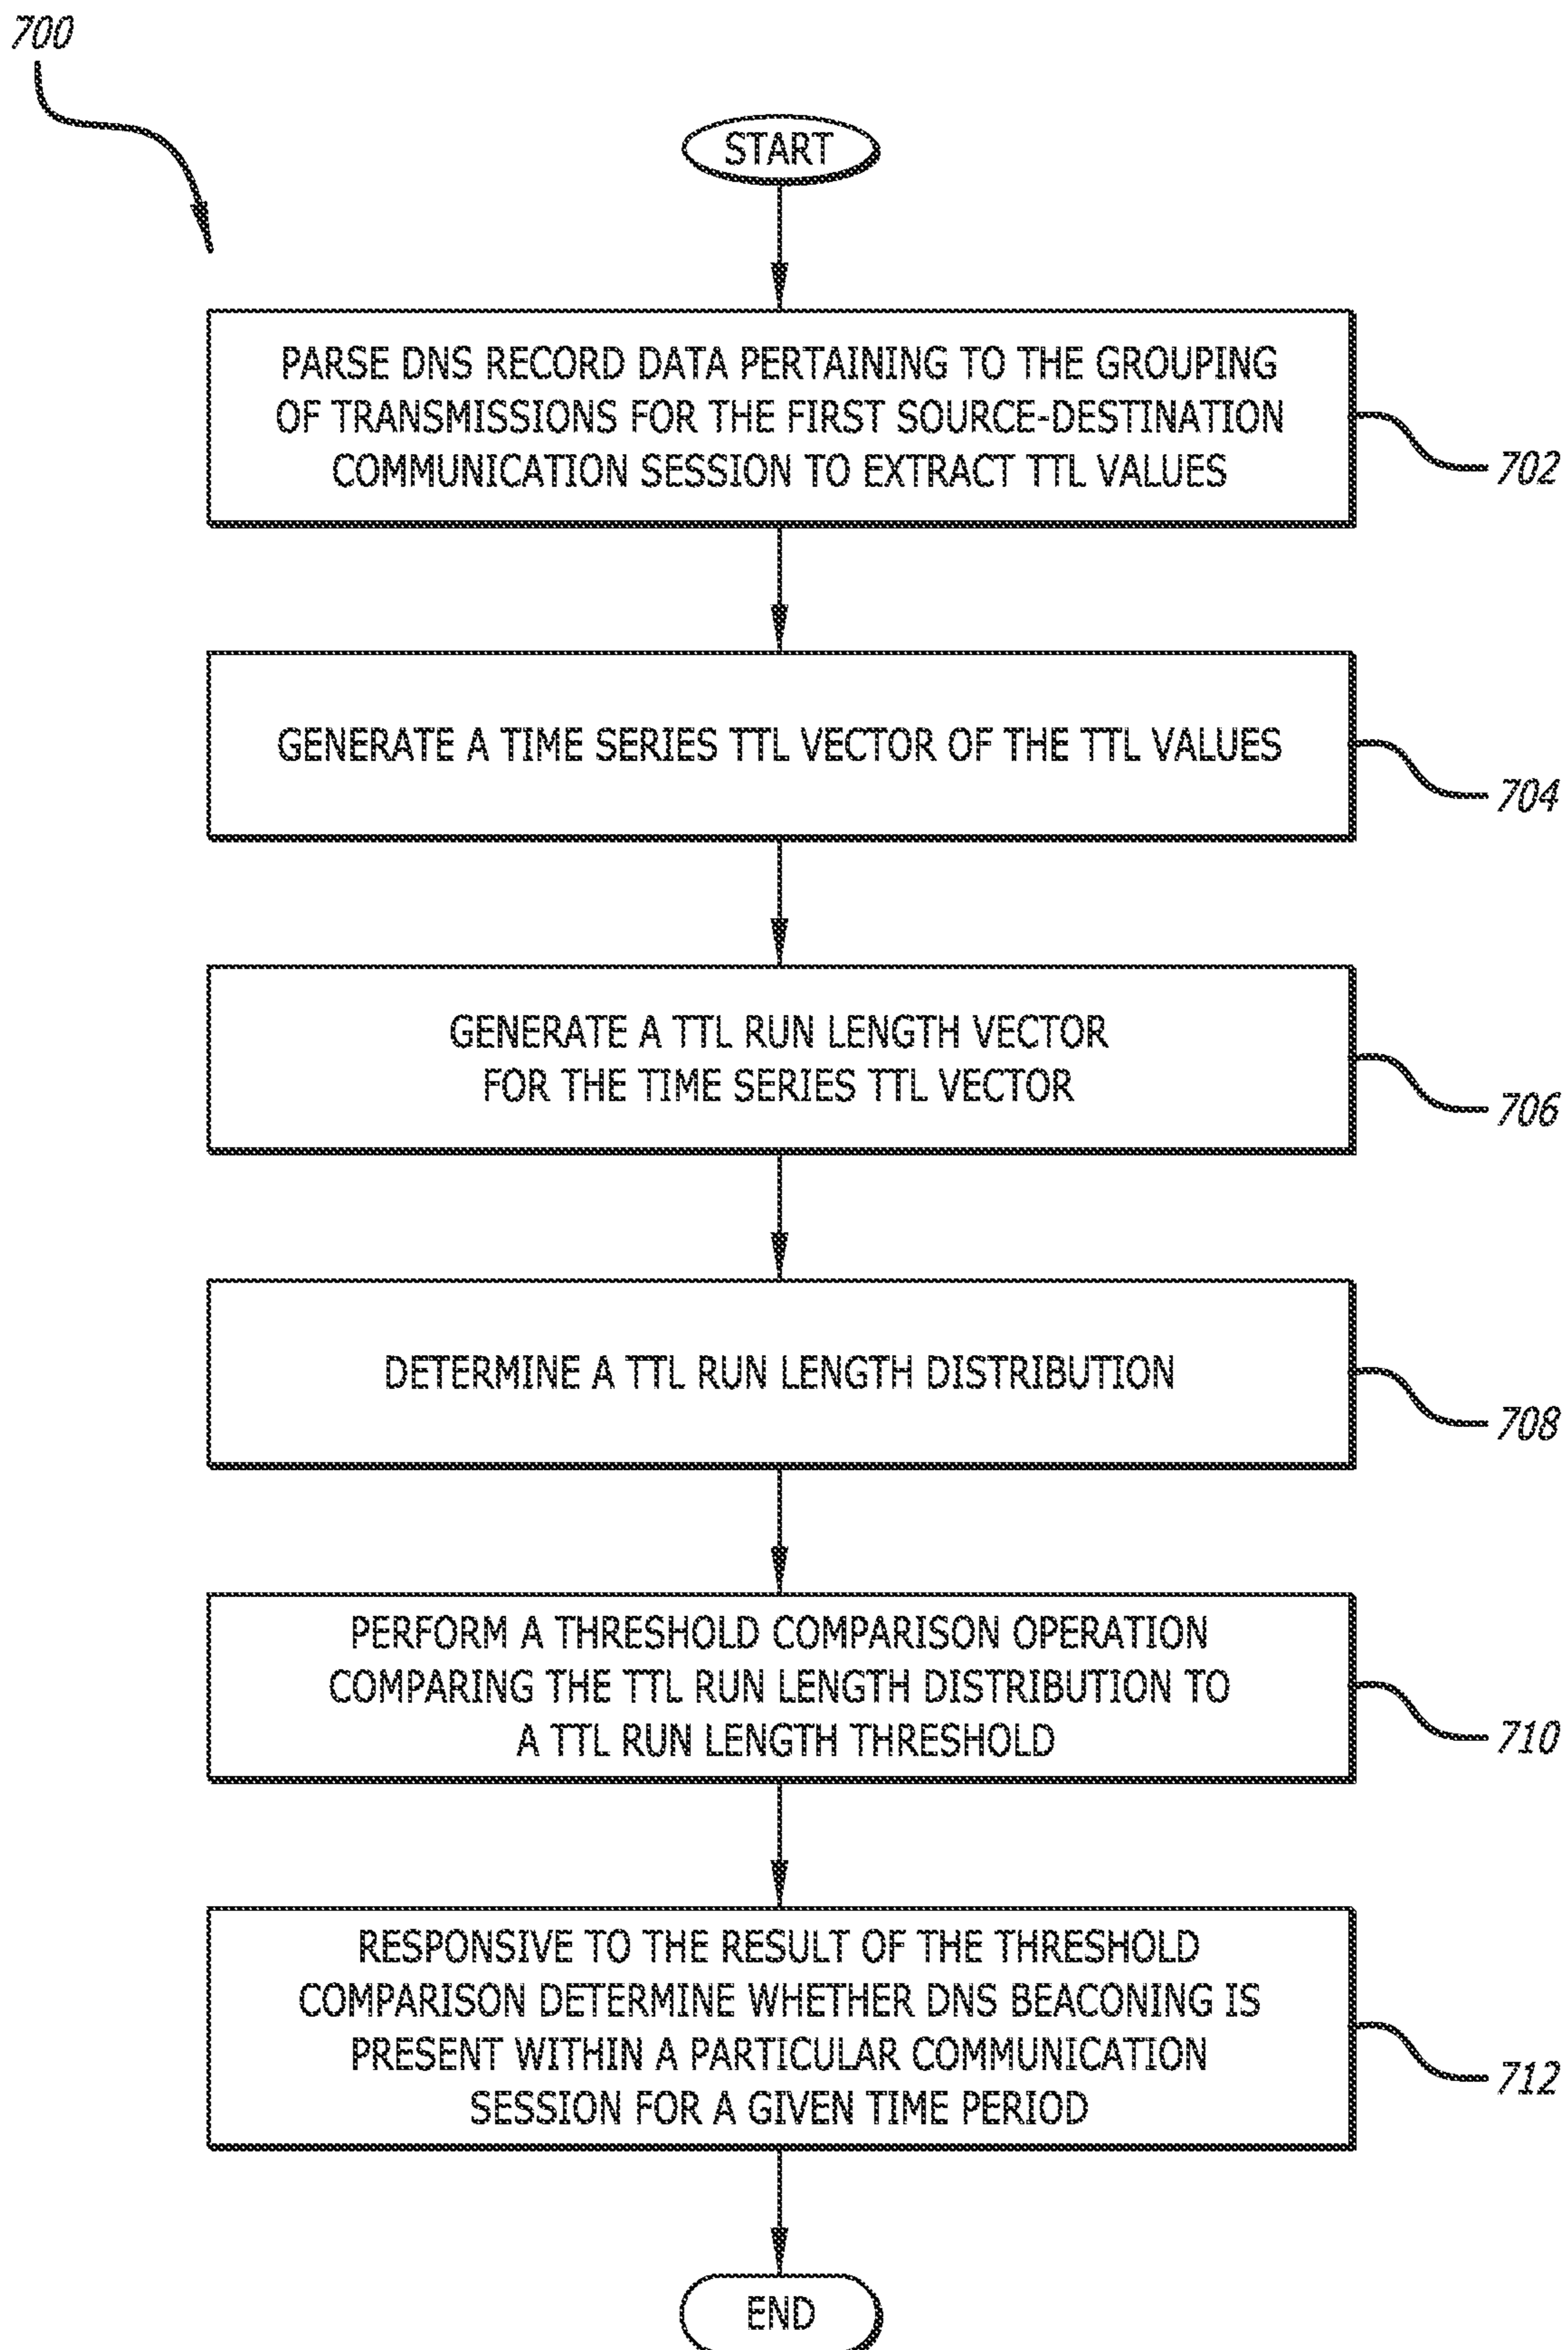 700
START
PARSE DNS RECORD DATA PERTAINING TO THE GROUPING
OF TRANSMISSIONS FOR THE FIRST SOURCE-DESTINATION
COMMUNICATION SESSION TO EXTRACT TTL VALUES
702
GENERATE A TIME SERIES TTL VECTOR OF THE TTL VALUES
704
GENERATE A TTL RUN LENGTH VECTOR
FOR THE TIME SERIES TTL VECTOR
706
DETERMINE A TTL RUN LENGTH DISTRIBUTION
708
PERFORM A THRESHOLD COMPARISON OPERATION
COMPARING THE TTL RUN LENGTH DISTRIBUTION TO
A TTL RUN LENGTH THRESHOLD
710
RESPONSIVE TO THE RESULT OF THE THRESHOLD
COMPARISON DETERMINE WHETHER DNS BEACONING IS
PRESENT WITHIN A PARTICULAR COMMUNICATION
SESSION FOR A GIVEN TIME PERIOD
712
END